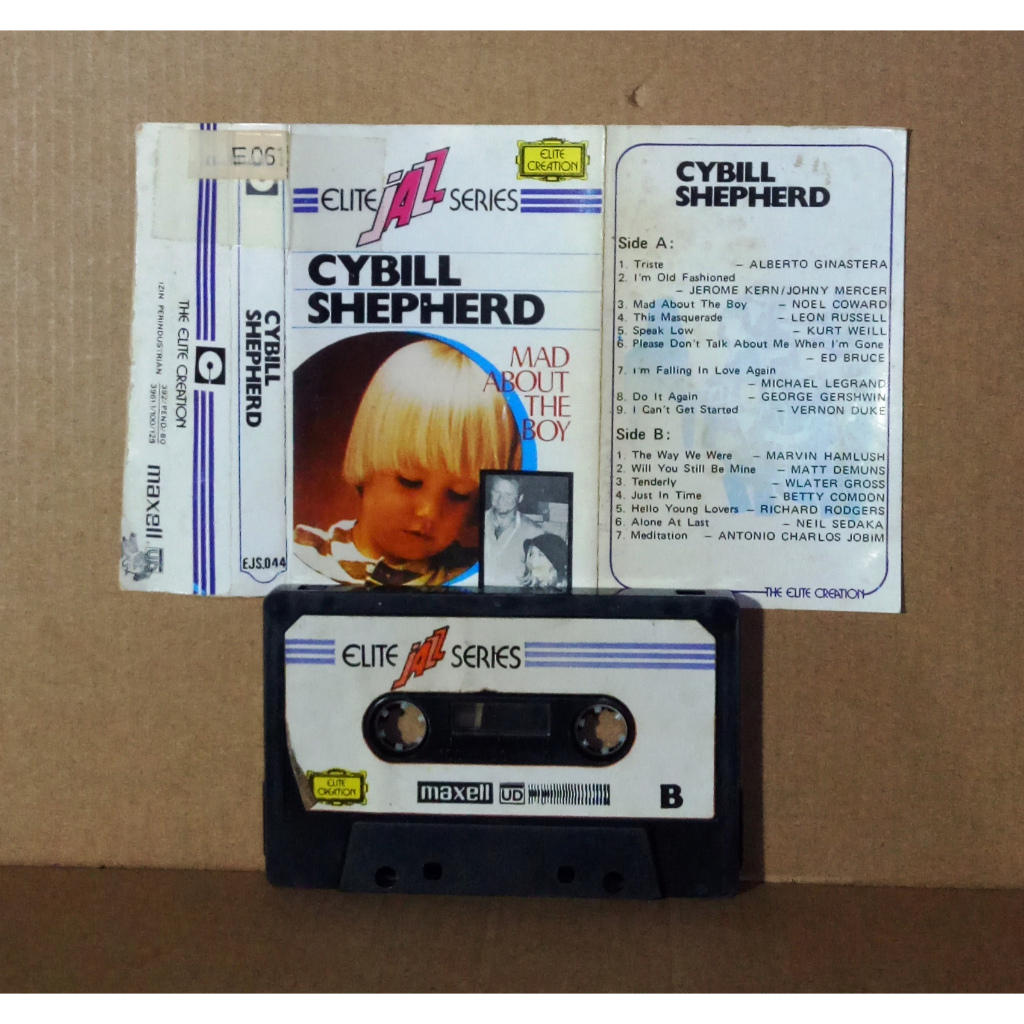 E.061
THE ELITE CREATION
IZIN PERINDUSTRIAN
392/PEND/80
3961/100/129
maxell UD
CYBILL
SHEPHERD
EJS.044
ELITE JAZZ SERIES
ELITE
CREATION
CYBILL
SHEPHERD
MAD
ABOUT
THE
BOY
CYBILL
SHEPHERD
Side A:
1. Triste – ALBERTO GINASTERA
2. I'm Old Fashioned
– JEROME KERN/JOHNY MERCER
3. Mad About The Boy – NOEL COWARD
4. This Masquerade – LEON RUSSELL
5. Speak Low – KURT WEILL
6. Please Don't Talk About Me When I'm Gone
– ED BRUCE
7. I'm Falling In Love Again
– MICHAEL LEGRAND
8. Do It Again – GEORGE GERSHWIN
9. I Can't Get Started – VERNON DUKE
Side B:
1. The Way We Were – MARVIN HAMLUSH
2. Will You Still Be Mine – MATT DEMUNS
3. Tenderly – WLATER GROSS
4. Just In Time – BETTY COMDON
5. Hello Young Lovers – RICHARD RODGERS
6. Alone At Last – NEIL SEDAKA
7. Meditation – ANTONIO CHARLOS JOBIM
THE ELITE CREATION
ELITE JAZZ SERIES
ELITE
CREATION
maxell UD
B